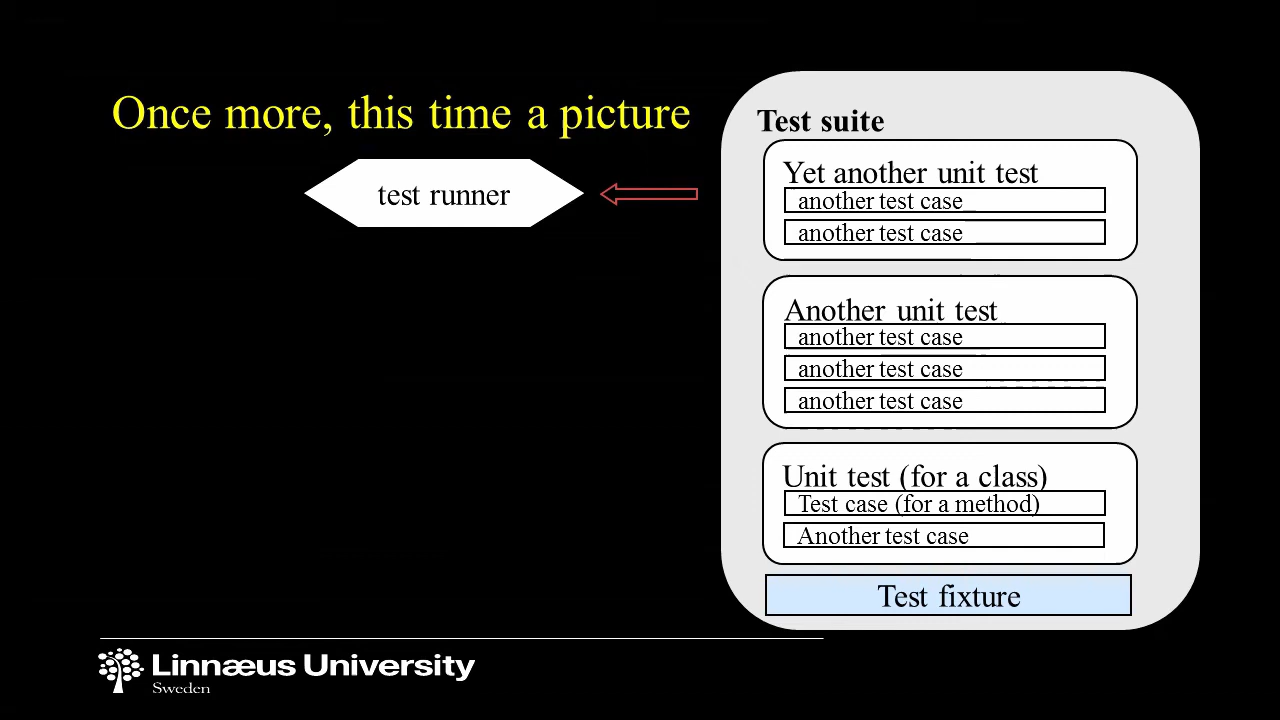 Once more, this time a picture
test runner
Test suite
Yet another unit test
another test case
another test case
Another unit test
another test case
another test case
another test case
Unit test (for a class)
Test case (for a method)
Another test case
Test fixture
Linnæus University
Sweden